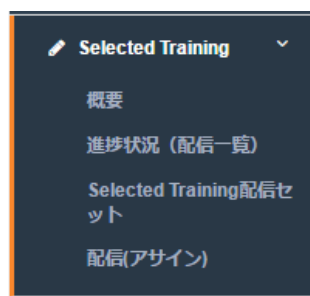 Selected Training
概要
進捗状況（配信一覧）
Selected Training配信セ
ット
配信(アサイン)